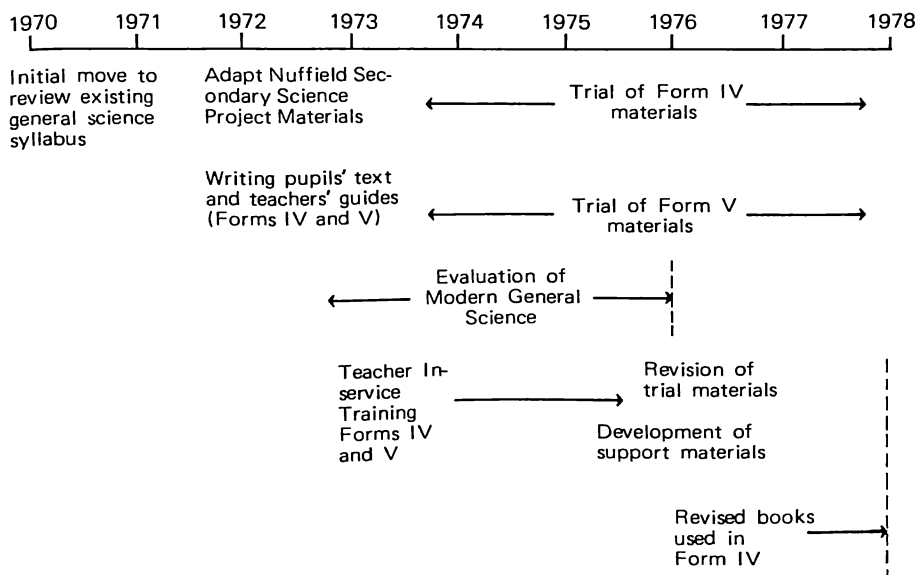 1970 1971 1972 1973 1974 1975 1976 1977 1978
Initial move to
review existing
general science
syllabus
Adapt Nuffield Sec-
ondary Science
Project Materials
Trial of Form IV
materials
Writing pupils' text
and teachers' guides
(Forms IV and V)
Trial of Form V
materials
Evaluation of
Modern General
Science
Teacher In-
service
Training
Forms IV
and V
Revision of
trial materials
Development of
support materials
Revised books
used in
Form IV